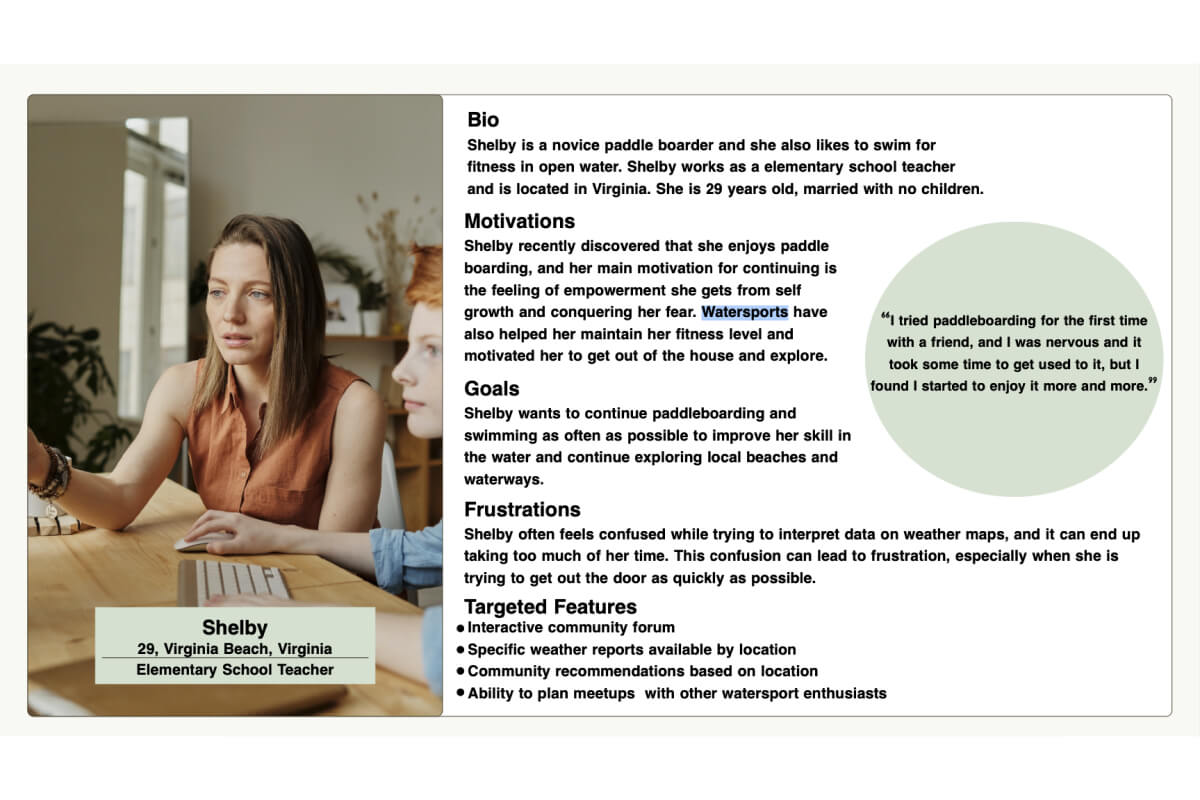 Bio
Shelby is a novice paddle boarder and she also likes to swim for
fitness in open water. Shelby works as a elementary school teacher
and is located in Virginia. She is 29 years old, married with no children.
Motivations
Shelby recently discovered that she enjoys paddle
boarding, and her main motivation for continuing is
the feeling of empowerment she gets from self
growth and conquering her fear. Watersports have
also helped her maintain her fitness level and
motivated her to get out of the house and explore.
“I tried paddleboarding for the first time
with a friend, and I was nervous and it
took some time to get used to it, but I
found I started to enjoy it more and more.”
Goals
Shelby wants to continue paddleboarding and
swimming as often as possible to improve her skill in
the water and continue exploring local beaches and
waterways.
Frustrations
Shelby often feels confused while trying to interpret data on weather maps, and it can end up
taking too much of her time. This confusion can lead to frustration, especially when she is
trying to get out the door as quickly as possible.
Targeted Features
● Interactive community forum
● Specific weather reports available by location
● Community recommendations based on location
● Ability to plan meetups  with other watersport enthusiasts
Shelby
29, Virginia Beach, Virginia
Elementary School Teacher